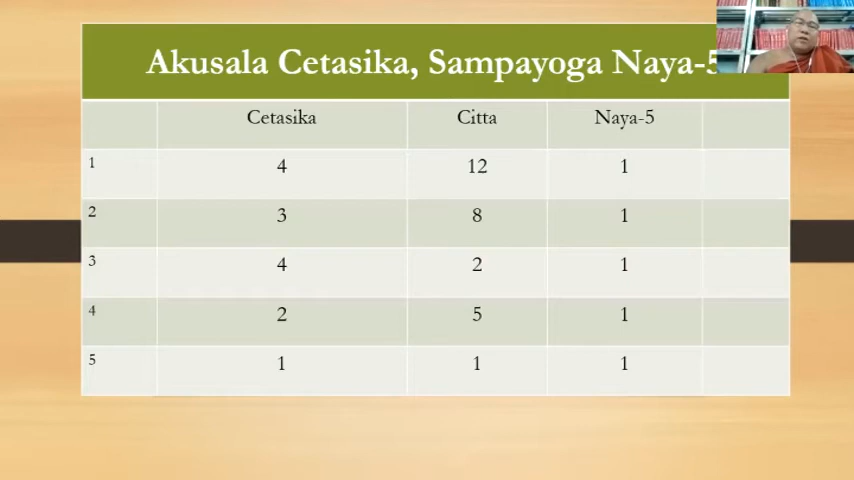 Akusala Cetasika, Sampayoga Naya-5
Cetasika Citta Naya-5
1 4 12 1
2 3 8 1
3 4 2 1
4 2 5 1
5 1 1 1